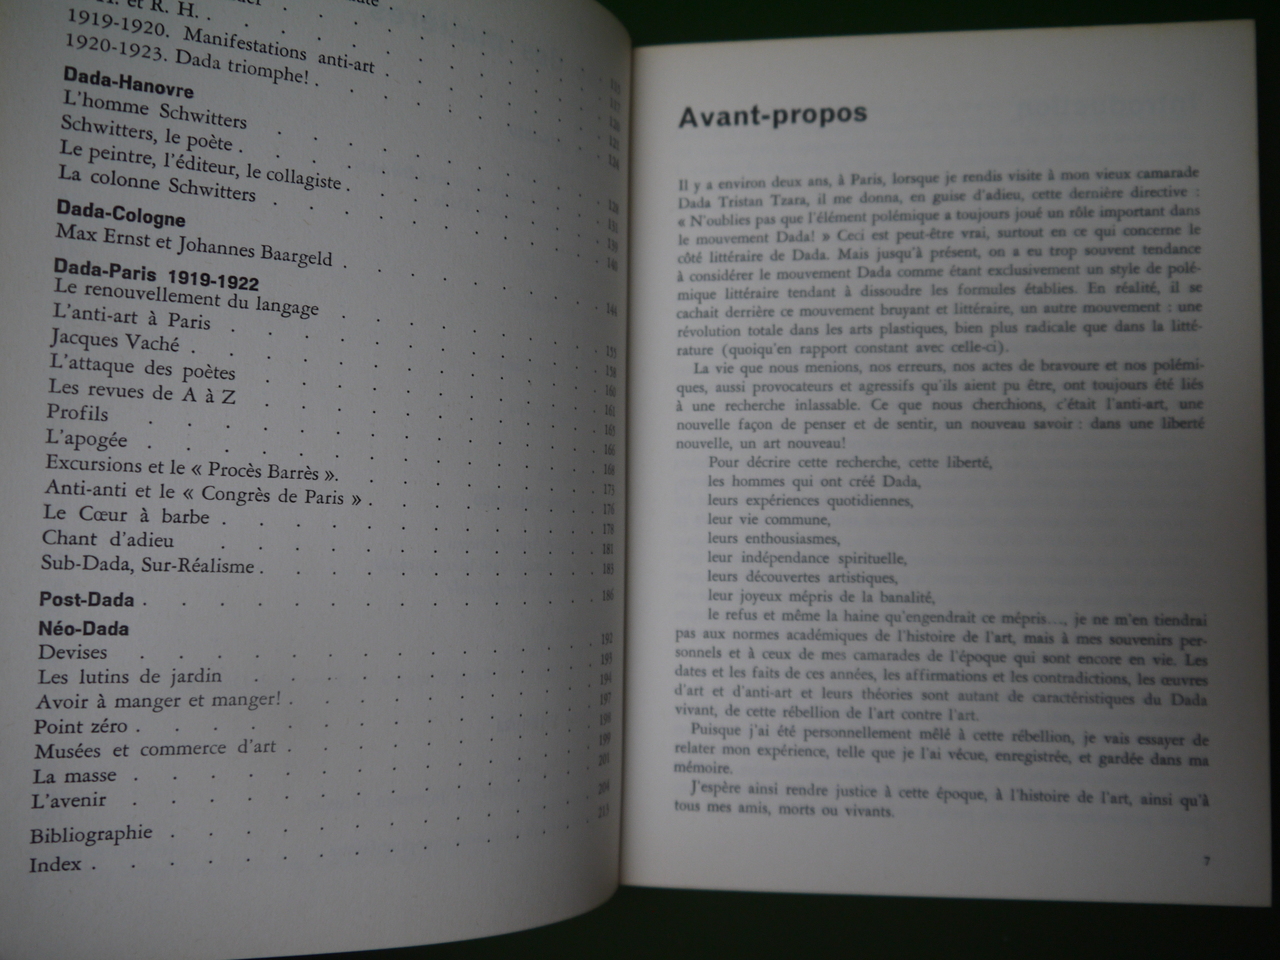 et R. H. .
1919-1920. Manifestations anti-art .
1920-1923. Dada triomphe! .
Dada-Hanovre
L'homme Schwitters
Schwitters, le poète .
Le peintre, l'éditeur, le collagiste .
La colonne Schwitters
Dada-Cologne
Max Ernst et Johannes Baargeld .
Dada-Paris 1919-1922
Le renouvellement du langage
L'anti-art à Paris .
Jacques Vaché .
L'attaque des poètes
Les revues de A à Z
Profils
L'apogée
Excursions et le « Procès Barrès ».
Anti-anti et le « Congrès de Paris » .
Le Cœur à barbe .
Chant d'adieu
Sub-Dada, Sur-Réalisme .
Post-Dada .
Néo-Dada
Devises
Les lutins de jardin
Avoir à manger et manger! .
Point zéro .
Musées et commerce d'art .
La masse .
L'avenir
Bibliographie .
Index .
Avant-propos
Il y a environ deux ans, à Paris, lorsque je rendis visite à mon vieux camarade
Dada Tristan Tzara, il me donna, en guise d'adieu, cette dernière directive :
« N'oublies pas que l'élément polémique a toujours joué un rôle important dans
le mouvement Dada! » Ceci est peut-être vrai, surtout en ce qui concerne le
côté littéraire de Dada. Mais jusqu'à présent, on a eu trop souvent tendance
à considérer le mouvement Dada comme étant exclusivement un style de polé-
mique littéraire tendant à dissoudre les formules établies. En réalité, il se
cachait derrière ce mouvement bruyant et littéraire, un autre mouvement : une
révolution totale dans les arts plastiques, bien plus radicale que dans la litté-
rature (quoiqu'en rapport constant avec celle-ci).
La vie que nous menions, nos erreurs, nos actes de bravoure et nos polémi-
ques, aussi provocateurs et agressifs qu'ils aient pu être, ont toujours été liés
à une recherche inlassable. Ce que nous cherchions, c'était l'anti-art, une
nouvelle façon de penser et de sentir, un nouveau savoir : dans une liberté
nouvelle, un art nouveau!
Pour décrire cette recherche, cette liberté,
les hommes qui ont créé Dada,
leurs expériences quotidiennes,
leur vie commune,
leurs enthousiasmes,
leur indépendance spirituelle,
leurs découvertes artistiques,
leur joyeux mépris de la banalité,
le refus et même la haine qu'engendrait ce mépris..., je ne m'en tiendrai
pas aux normes académiques de l'histoire de l'art, mais à mes souvenirs per-
sonnels et à ceux de mes camarades de l'époque qui sont encore en vie. Les
dates et les faits de ces années, les affirmations et les contradictions, les œuvres
d'art et d'anti-art et leurs théories sont autant de caractéristiques du Dada
vivant, de cette rébellion de l'art contre l'art.
Puisque j'ai été personnellement mêlé à cette rébellion, je vais essayer de
relater mon expérience, telle que je l'ai vécue, enregistrée, et gardée dans ma
mémoire.
J'espère ainsi rendre justice à cette époque, à l'histoire de l'art, ainsi qu'à
tous mes amis, morts ou vivants.
7